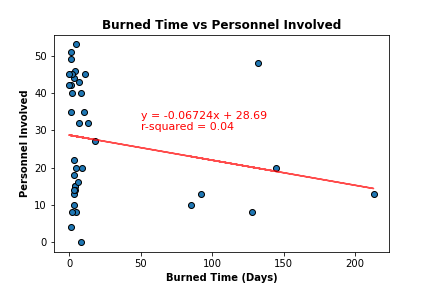 Burned Time vs Personnel Involved
Personnel Involved
50
40
30
20
10
0
y = -0.06724x + 28.69
r-squared = 0.04
0
50
100
150
200
Burned Time (Days)